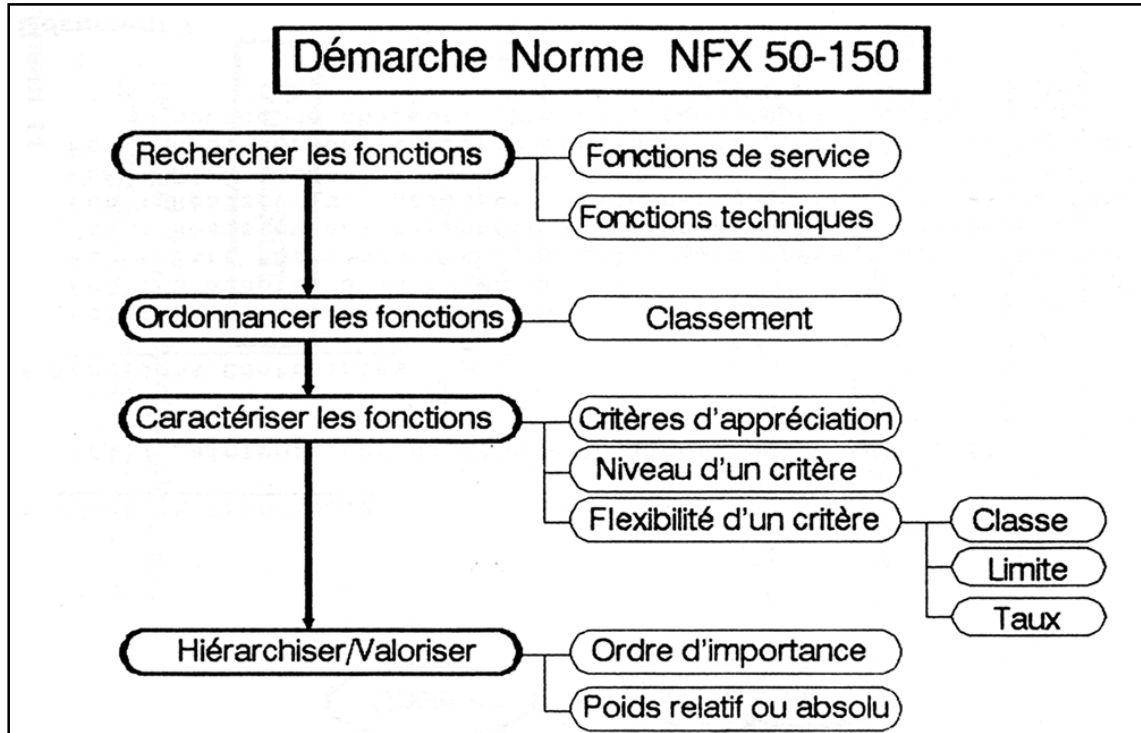 Démarche Norme NFX 50-150
Rechercher les fonctions
Fonctions de service
Fonctions techniques
Ordonnancer les fonctions
Classement
Caractériser les fonctions
Critères d'appréciation
Niveau d'un critère
Flexibilité d'un critère
Classe
Limite
Taux
Hiérarchiser/Valoriser
Ordre d'importance
Poids relatif ou absolu